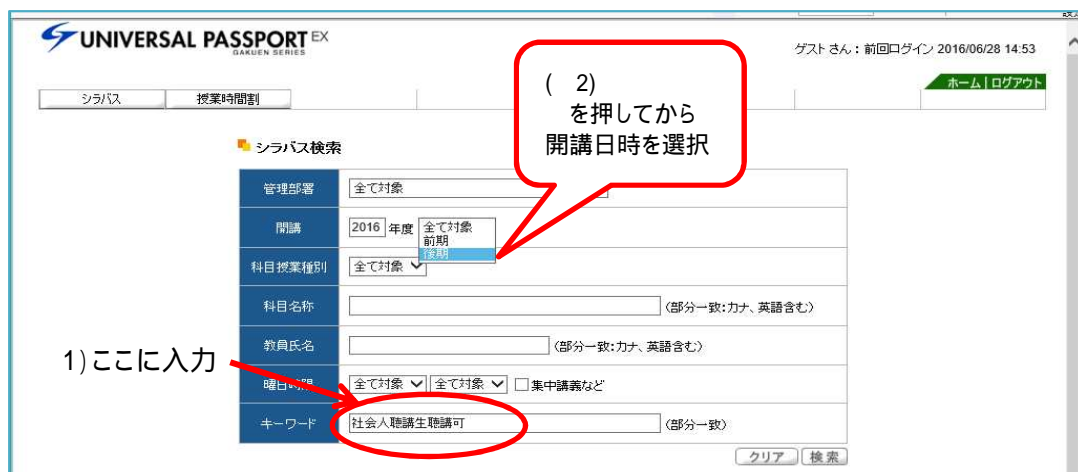 設定
UNIVERSAL PASSPORT EX
GAKUEN SERIES
ゲスト さん：前回ログイン 2016/06/28 14:53
ホーム | ログアウト
シラバス 授業時間割
( 2)
を押してから
開講日時を選択
シラバス検索
管理部署 全て対象
開講 2016 年度 全て対象
前期
後期
科目授業種別 全て対象
科目名称 (部分一致:カナ、英語含む)
教員氏名 (部分一致:カナ、英語含む)
1)ここに入力
曜日時限 全て対象 全て対象 集中講義など
キーワード 社会人聴講生聴講可 (部分一致)
クリア 検索